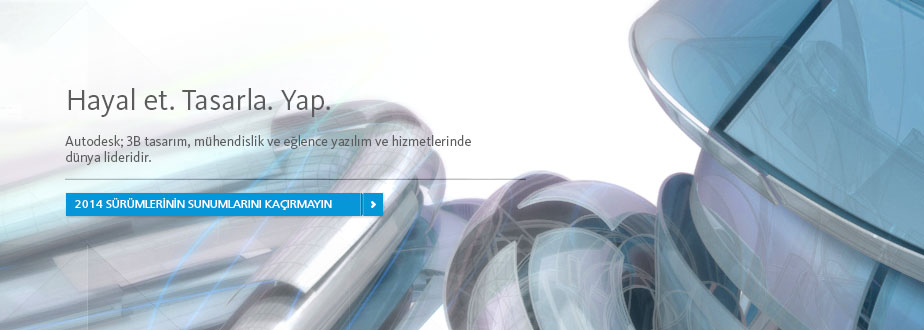 Hayal et. Tasarla. Yap.
Autodesk; 3B tasarım, mühendislik ve eğlence yazılım ve hizmetlerinde
dünya lideridir.
2014 SÜRÜMLERİNİN SUNUMLARINI KAÇIRMAYIN